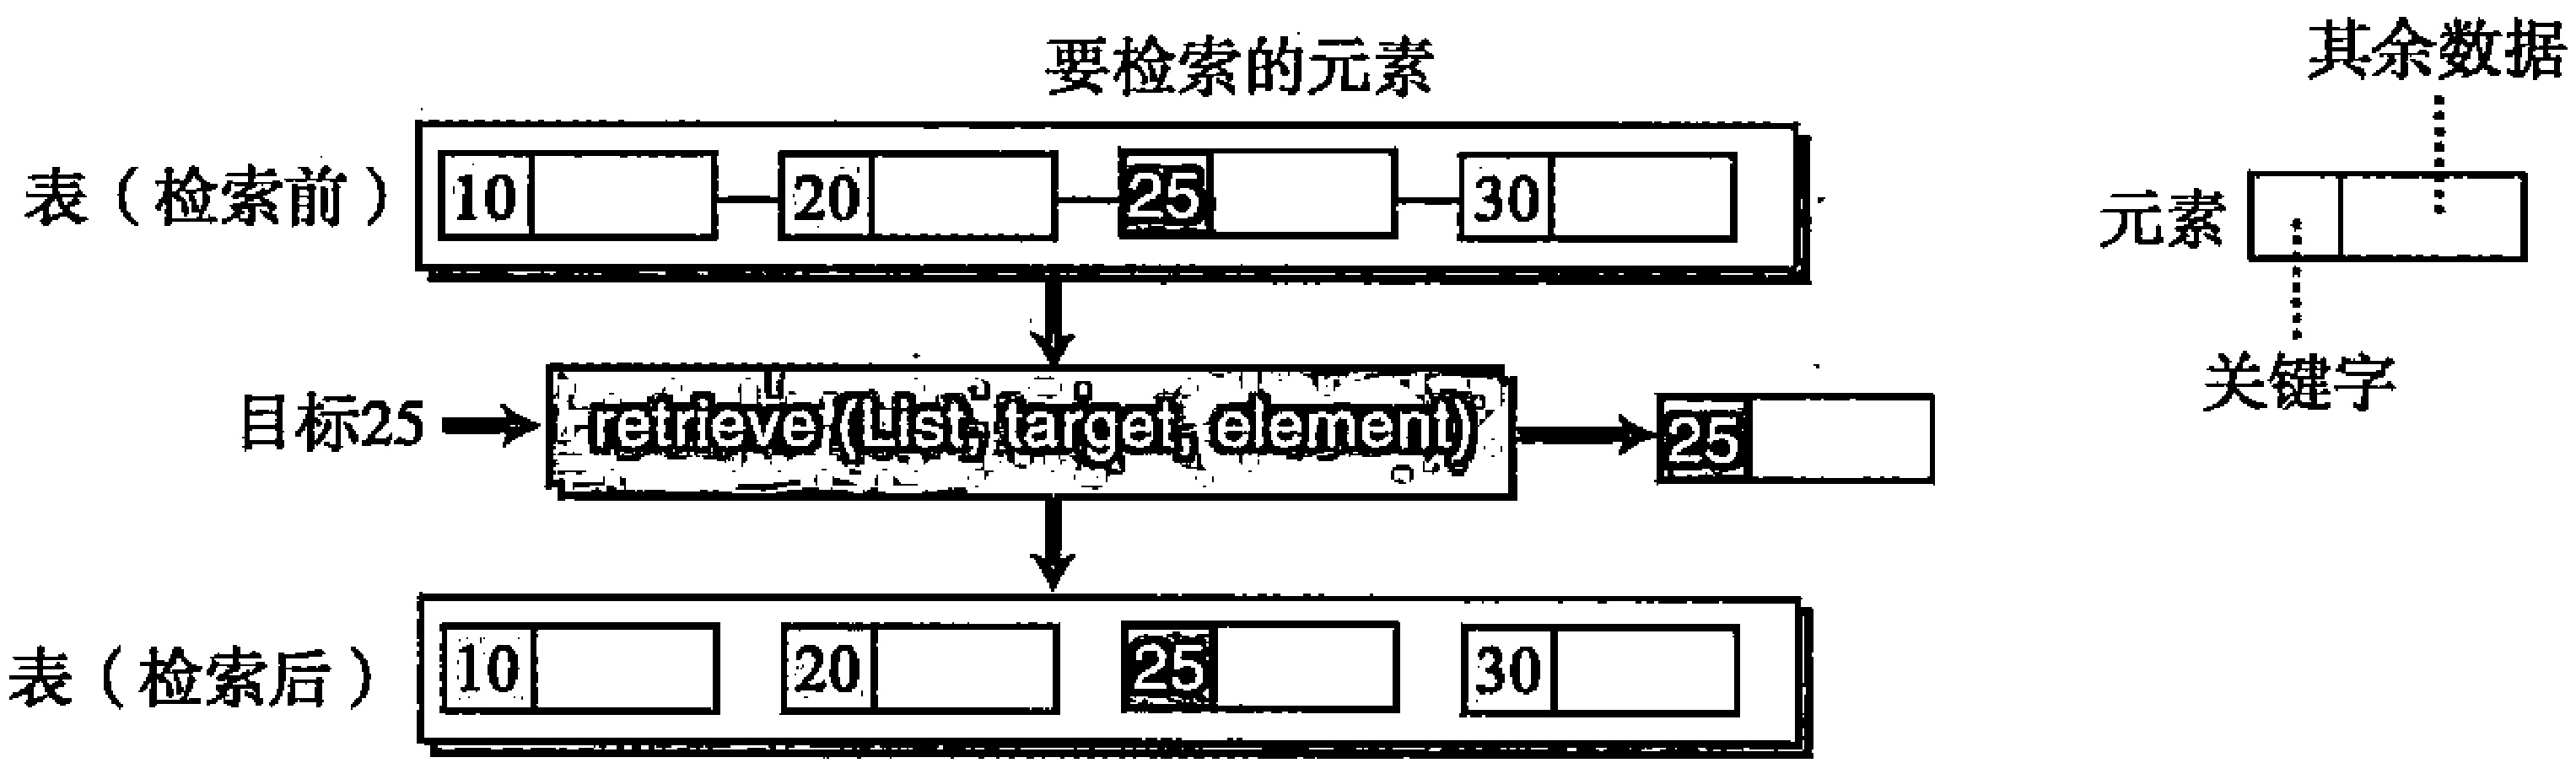 要检索的元素
其余数据
表（检索前）
10
20
25
30
元素
关键字
目标25
retrieve (List, target, element)
25
表（检索后）
10
20
25
30